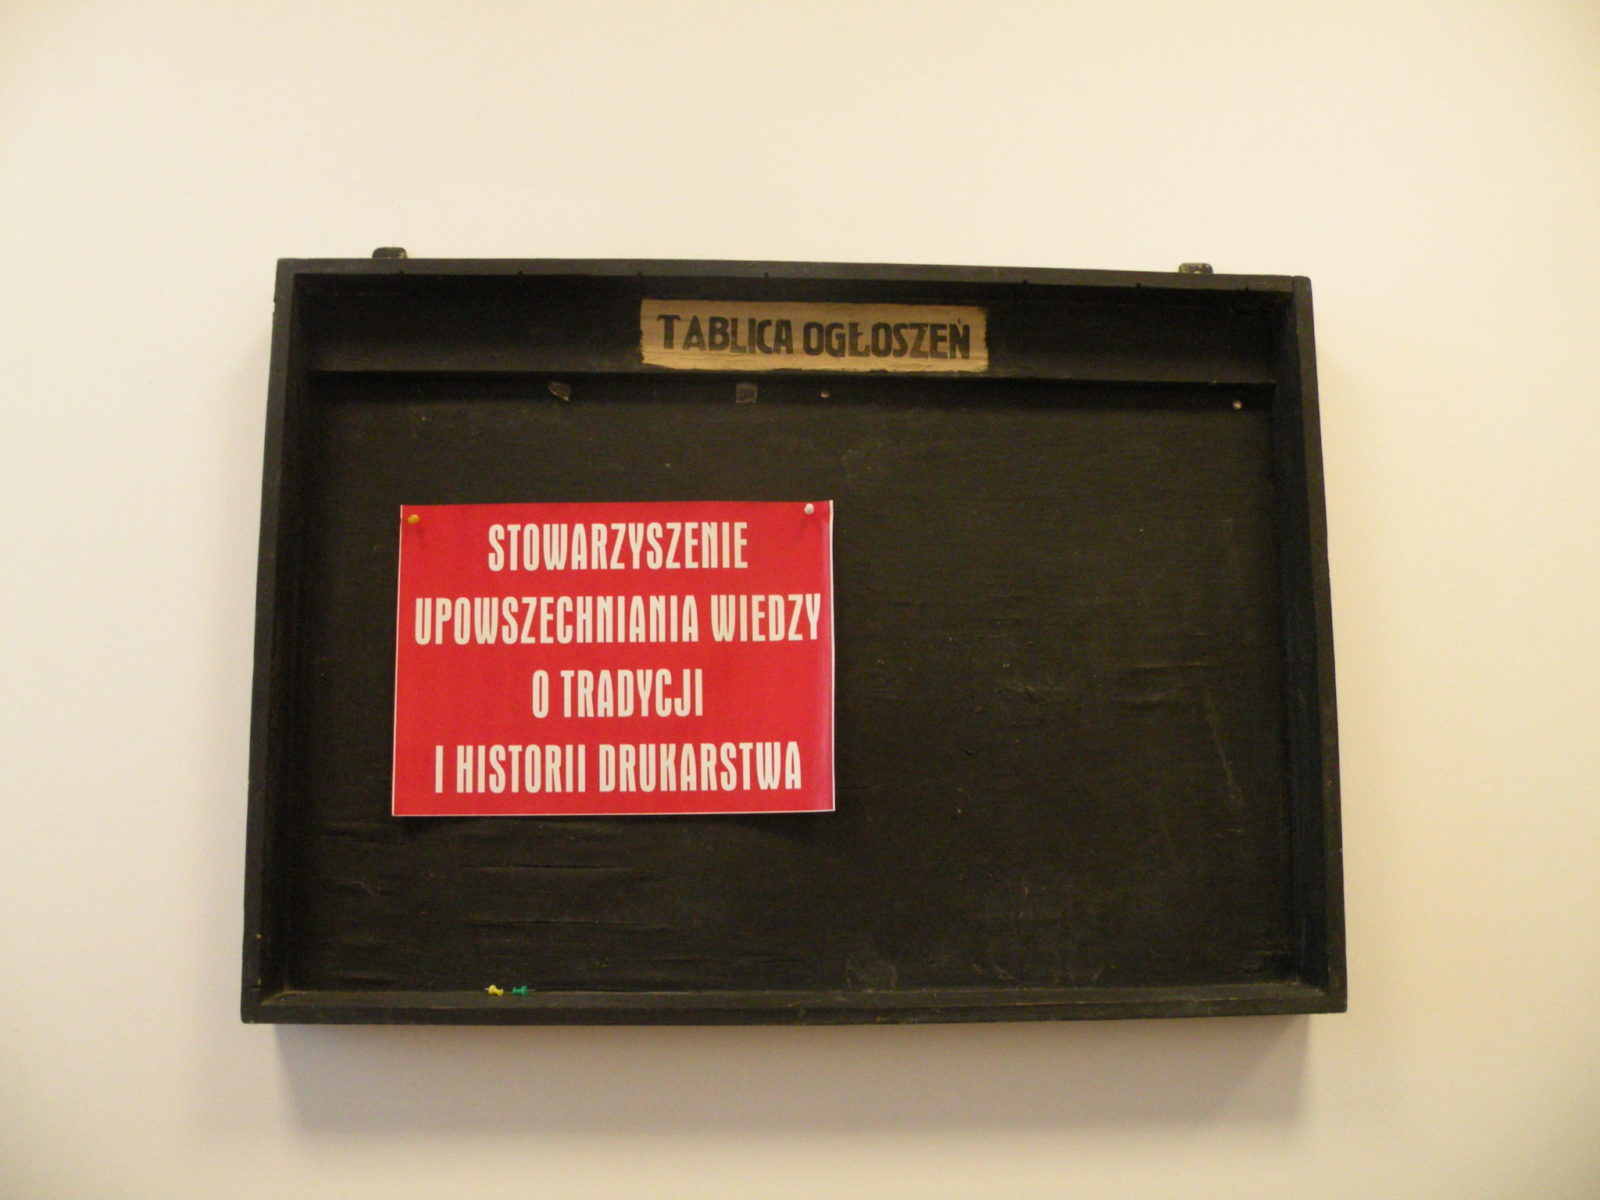 TABLICA OGŁOSZEŃ
STOWARZYSZENIE
UPOWSZECHNIANIA WIEDZY
O TRADYCJI
I HISTORII DRUKARSTWA